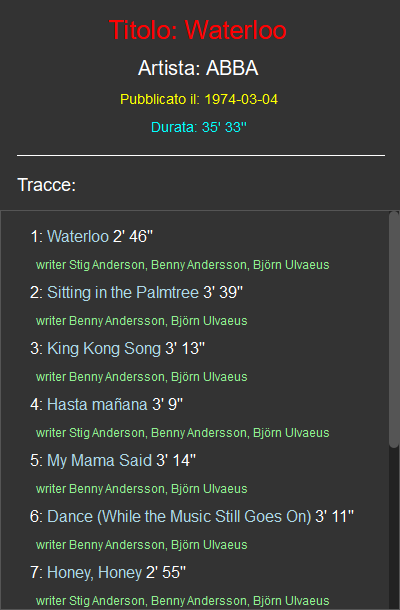 Titolo: Waterloo
Artista: ABBA
Pubblicato il: 1974-03-04
Durata: 35' 33"
Tracce:
1: Waterloo 2' 46"
writer Stig Anderson, Benny Andersson, Björn Ulvaeus
2: Sitting in the Palmtree 3' 39"
writer Benny Andersson, Björn Ulvaeus
3: King Kong Song 3' 13"
writer Benny Andersson, Björn Ulvaeus
4: Hasta mañana 3' 9"
writer Stig Anderson, Benny Andersson, Björn Ulvaeus
5: My Mama Said 3' 14"
writer Benny Andersson, Björn Ulvaeus
6: Dance (While the Music Still Goes On) 3' 11"
writer Benny Andersson, Björn Ulvaeus
7: Honey, Honey 2' 55"
writer Stig Anderson, Benny Andersson, Björn Ulvaeus